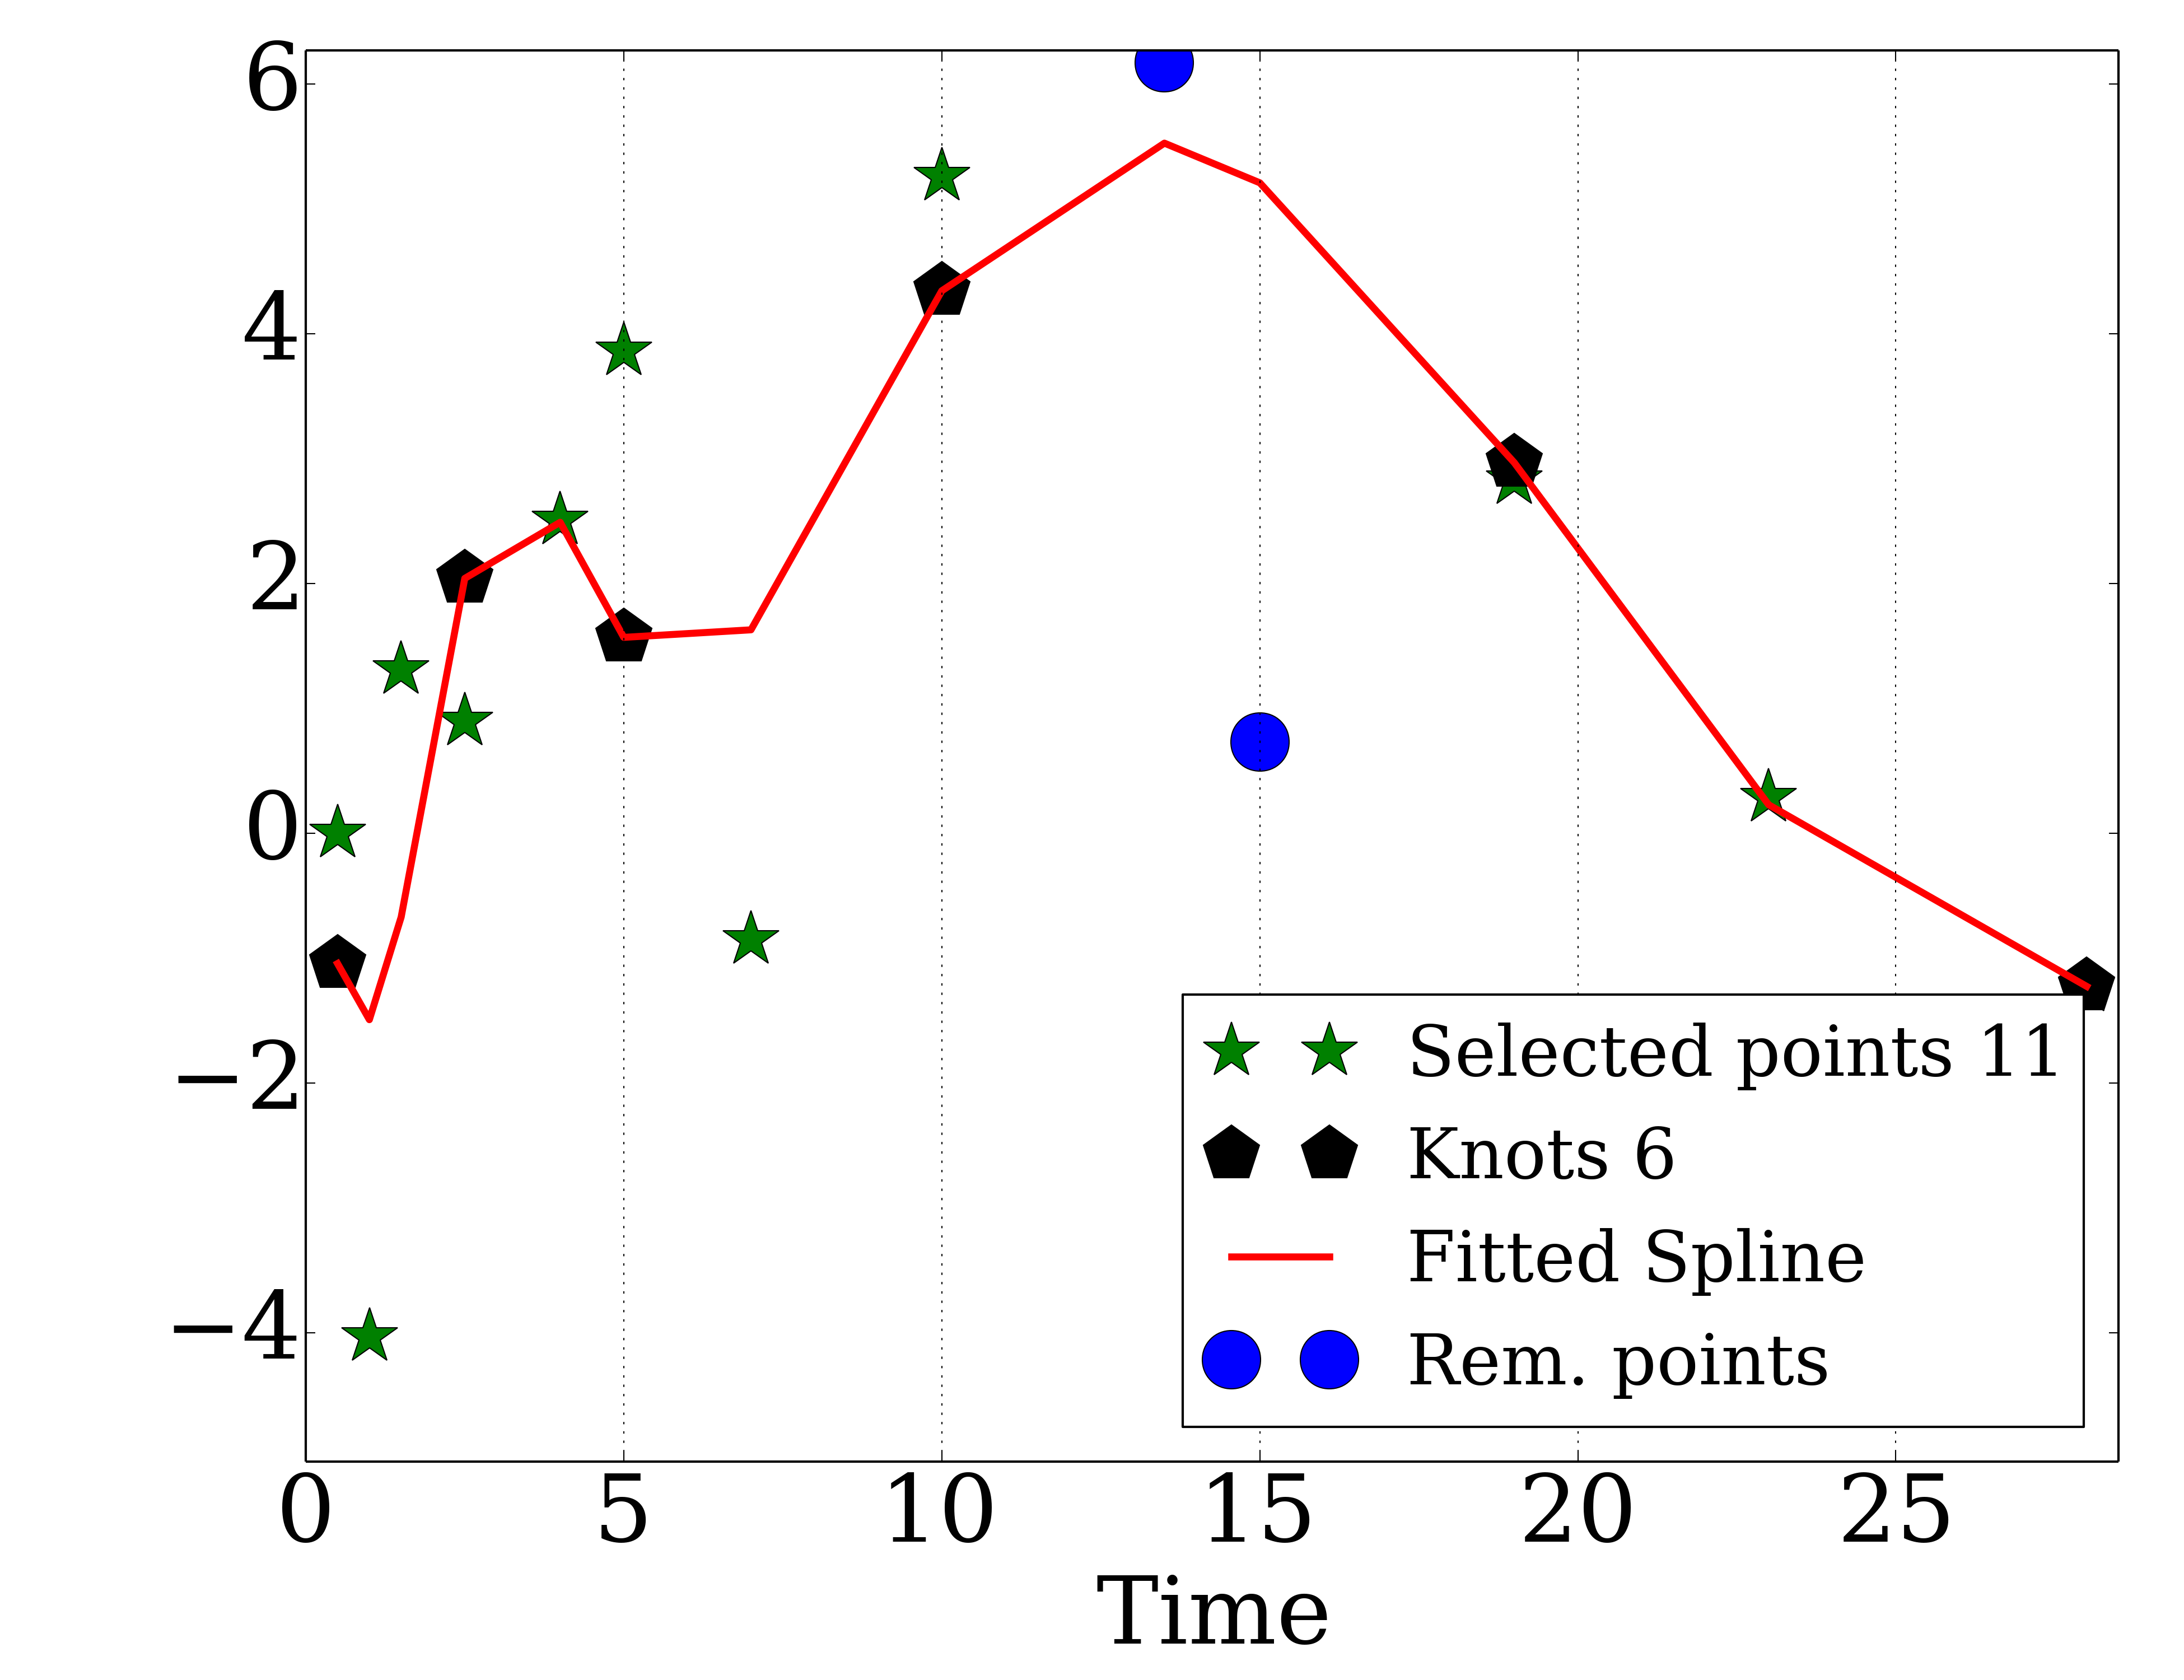 6
4
2
0
−2
−4
Selected points 11
Knots 6
Fitted Spline
Rem. points
0 5 10 15 20 25
Time